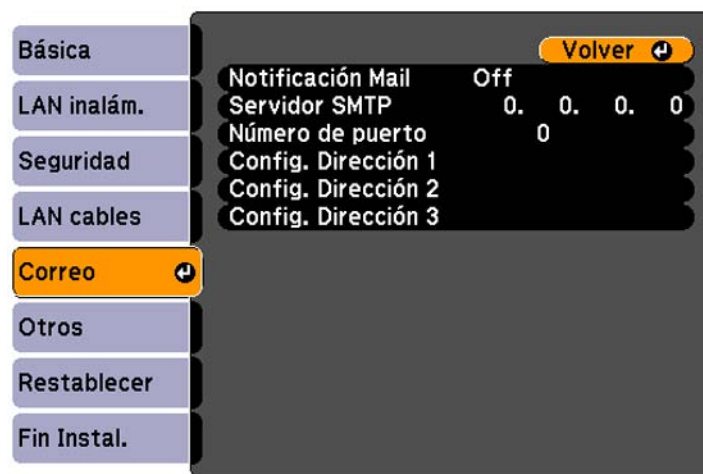 Básica
LAN inalám.
Seguridad
LAN cables
Correo
Otros
Restablecer
Fin Instal.
Volver
Notificación Mail Off
Servidor SMTP 0. 0. 0. 0
Número de puerto 0
Config. Dirección 1
Config. Dirección 2
Config. Dirección 3